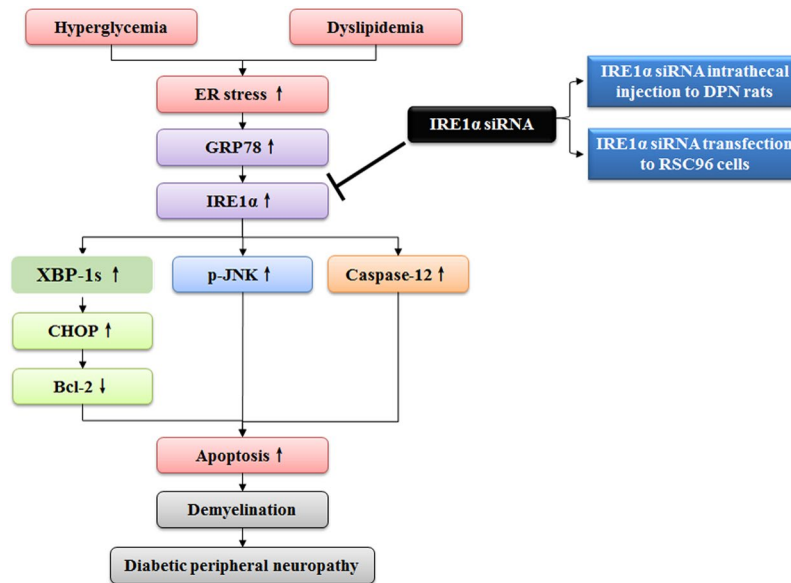 Hyperglycemia
Dyslipidemia
ER stress ↑
GRP78 ↑
IRE1α ↑
IRE1α siRNA
IRE1α siRNA intrathecal
injection to DPN rats
IRE1α siRNA transfection
to RSC96 cells
XBP-1s ↑
p-JNK ↑
Caspase-12 ↑
CHOP ↑
Bcl-2 ↓
Apoptosis ↑
Demyelination
Diabetic peripheral neuropathy